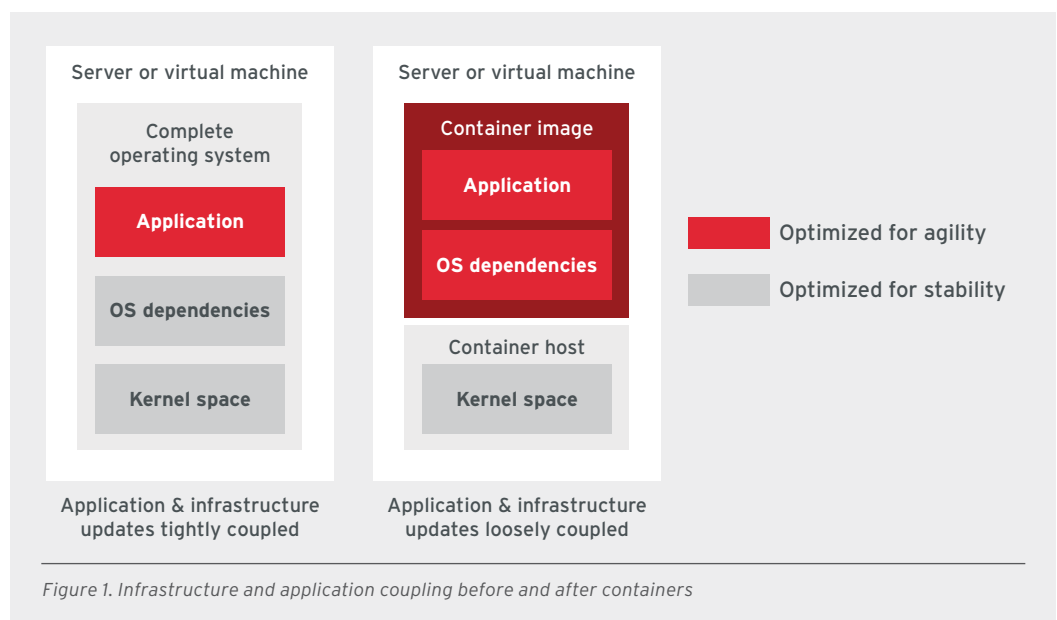 Server or virtual machine
Complete
operating system
Application
OS dependencies
Kernel space
Application & infrastructure
updates tightly coupled
Server or virtual machine
Container image
Application
OS dependencies
Container host
Kernel space
Application & infrastructure
updates loosely coupled
Optimized for agility
Optimized for stability
Figure 1. Infrastructure and application coupling before and after containers